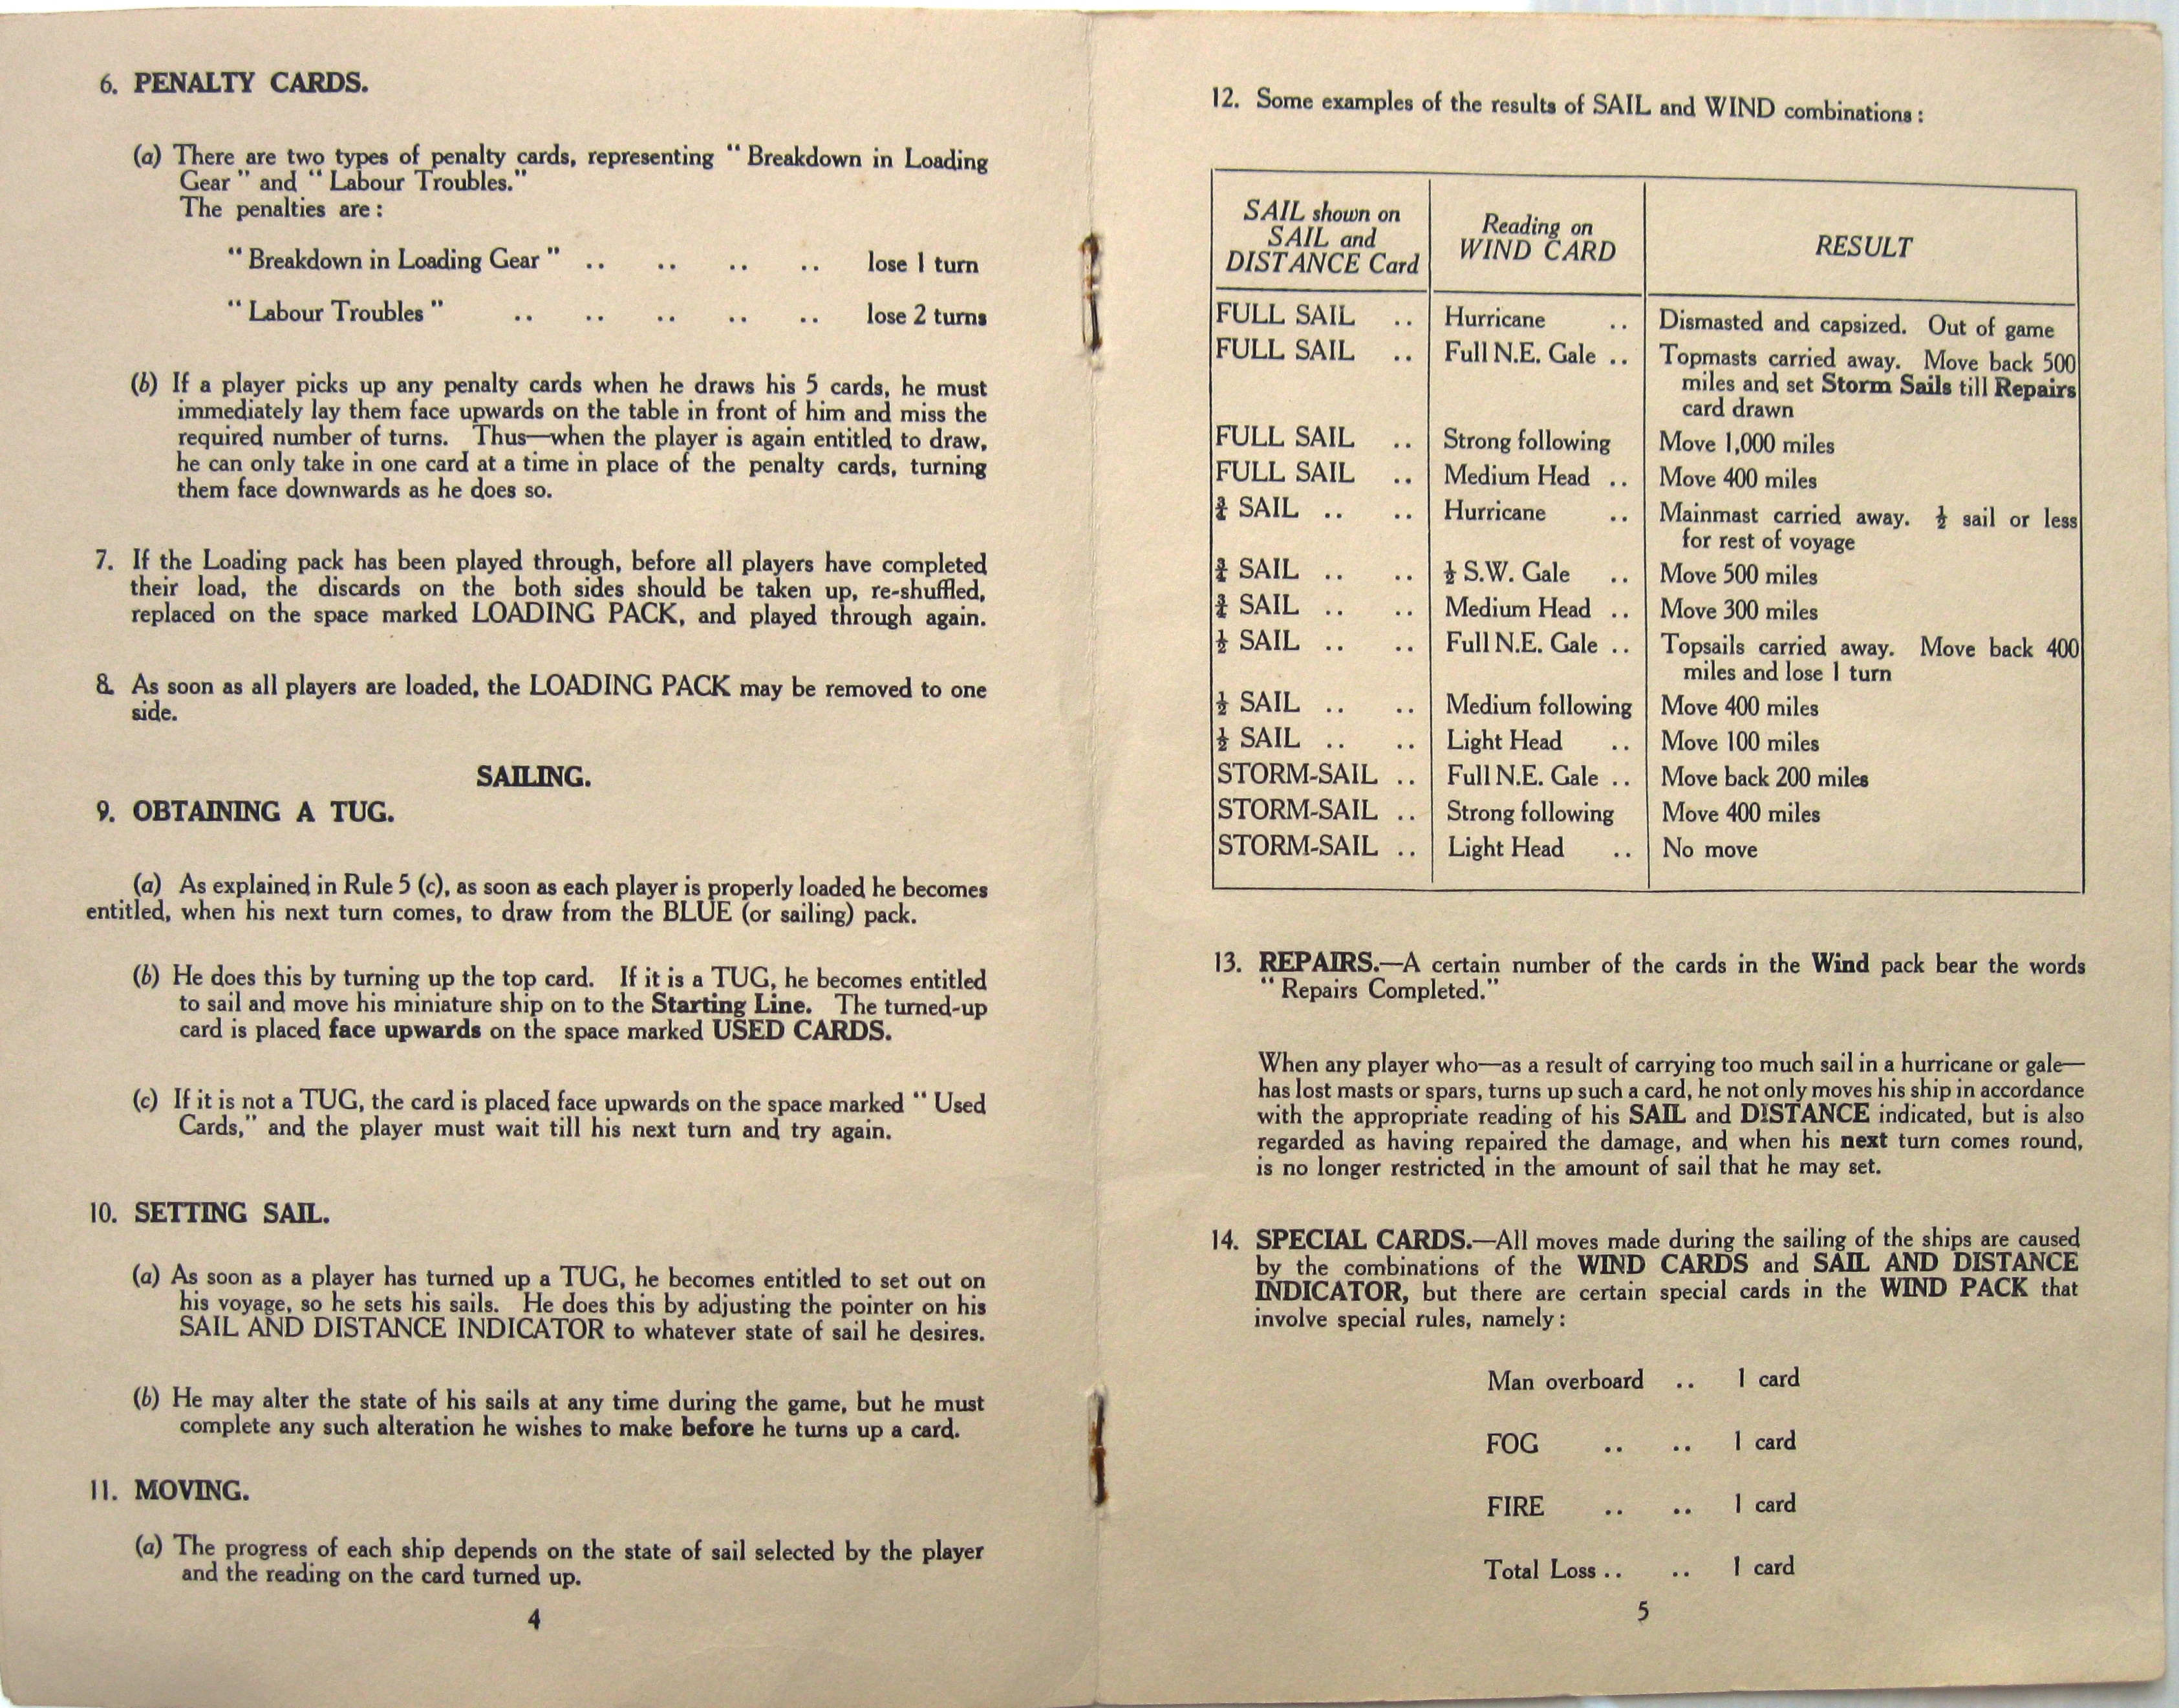 6. PENALTY CARDS.
(a) There are two types of penalty cards, representing "Breakdown in Loading
Gear" and "Labour Troubles."
The penalties are:
"Breakdown in Loading Gear" .. .. .. .. lose 1 turn
"Labour Troubles" .. .. .. .. .. lose 2 turns
(b) If a player picks up any penalty cards when he draws his 5 cards, he must
immediately lay them face upwards on the table in front of him and miss the
required number of turns. Thus—when the player is again entitled to draw,
he can only take in one card at a time in place of the penalty cards, turning
them face downwards as he does so.
7. If the Loading pack has been played through, before all players have completed
their load, the discards on the both sides should be taken up, re-shuffled,
replaced on the space marked LOADING PACK, and played through again.
8. As soon as all players are loaded, the LOADING PACK may be removed to one
side.
SAILING.
9. OBTAINING A TUG.
(a) As explained in Rule 5 (c), as soon as each player is properly loaded he becomes
entitled, when his next turn comes, to draw from the BLUE (or sailing) pack.
(b) He does this by turning up the top card. If it is a TUG, he becomes entitled
to sail and move his miniature ship on to the Starting Line. The turned-up
card is placed face upwards on the space marked USED CARDS.
(c) If it is not a TUG, the card is placed face upwards on the space marked "Used
Cards," and the player must wait till his next turn and try again.
10. SETTING SAIL.
(a) As soon as a player has turned up a TUG, he becomes entitled to set out on
his voyage, so he sets his sails. He does this by adjusting the pointer on his
SAIL AND DISTANCE INDICATOR to whatever state of sail he desires.
(b) He may alter the state of his sails at any time during the game, but he must
complete any such alteration he wishes to make before he turns up a card.
11. MOVING.
(a) The progress of each ship depends on the state of sail selected by the player
and the reading on the card turned up.
4
12. Some examples of the results of SAIL and WIND combinations:
SAIL shown on
SAIL and
DISTANCE Card
Reading on
WIND CARD
RESULT
FULL SAIL .. Hurricane .. Dismasted and capsized. Out of game
FULL SAIL .. Full N.E. Gale .. Topmasts carried away. Move back 500
miles and set Storm Sails till Repairs
card drawn
FULL SAIL .. Strong following Move 1,000 miles
FULL SAIL .. Medium Head .. Move 400 miles
¾ SAIL .. .. Hurricane .. Mainmast carried away. ½ sail or less
for rest of voyage
¾ SAIL .. .. ½ S.W. Gale .. Move 500 miles
¾ SAIL .. .. Medium Head .. Move 300 miles
½ SAIL .. .. Full N.E. Gale .. Topsails carried away. Move back 400
miles and lose 1 turn
½ SAIL .. .. Medium following Move 400 miles
½ SAIL .. .. Light Head .. Move 100 miles
STORM-SAIL .. Full N.E. Gale .. Move back 200 miles
STORM-SAIL .. Strong following Move 400 miles
STORM-SAIL .. Light Head .. No move
13. REPAIRS.—A certain number of the cards in the Wind pack bear the words
"Repairs Completed."
When any player who—as a result of carrying too much sail in a hurricane or gale—
has lost masts or spars, turns up such a card, he not only moves his ship in accordance
with the appropriate reading of his SAIL and DISTANCE indicated, but is also
regarded as having repaired the damage, and when his next turn comes round,
is no longer restricted in the amount of sail that he may set.
14. SPECIAL CARDS.—All moves made during the sailing of the ships are caused
by the combinations of the WIND CARDS and SAIL AND DISTANCE
INDICATOR, but there are certain special cards in the WIND PACK that
involve special rules, namely:
Man overboard .. 1 card
FOG .. .. 1 card
FIRE .. .. 1 card
Total Loss .. .. 1 card
5